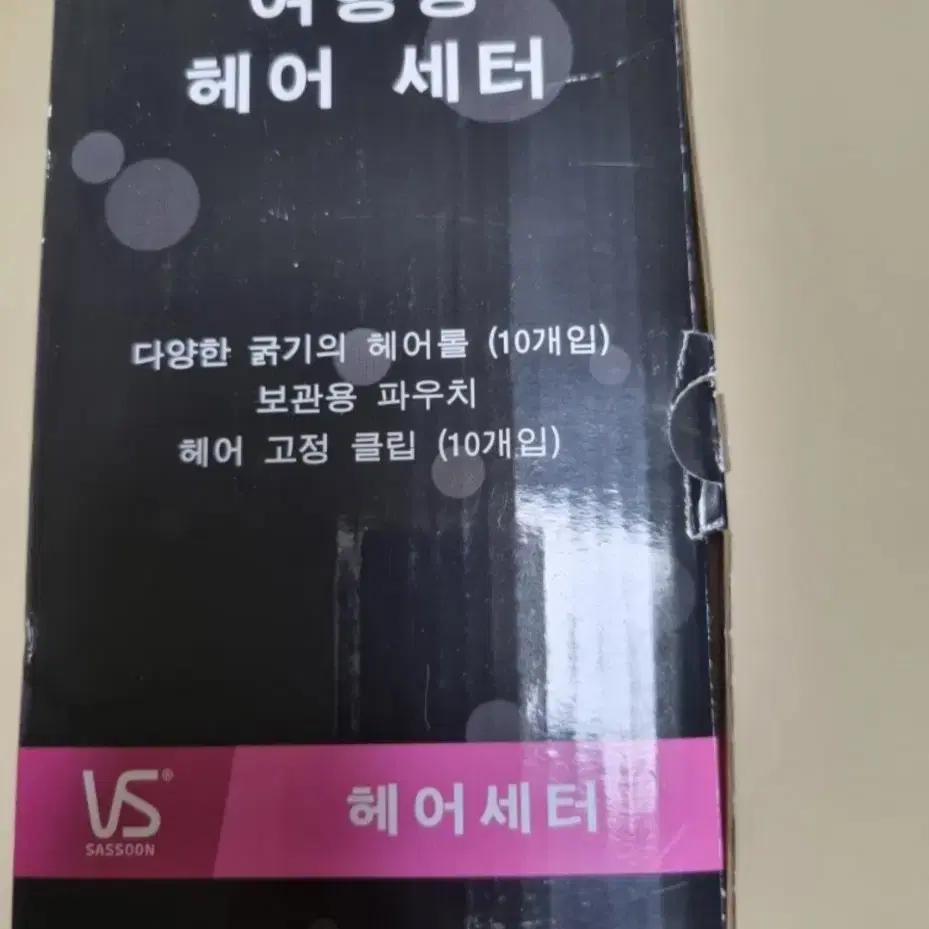 헤어 세터
다양한 굵기의 헤어롤 (10개입)
보관용 파우치
헤어 고정 클립 (10개입)
VS®
SASSOON
헤어세터